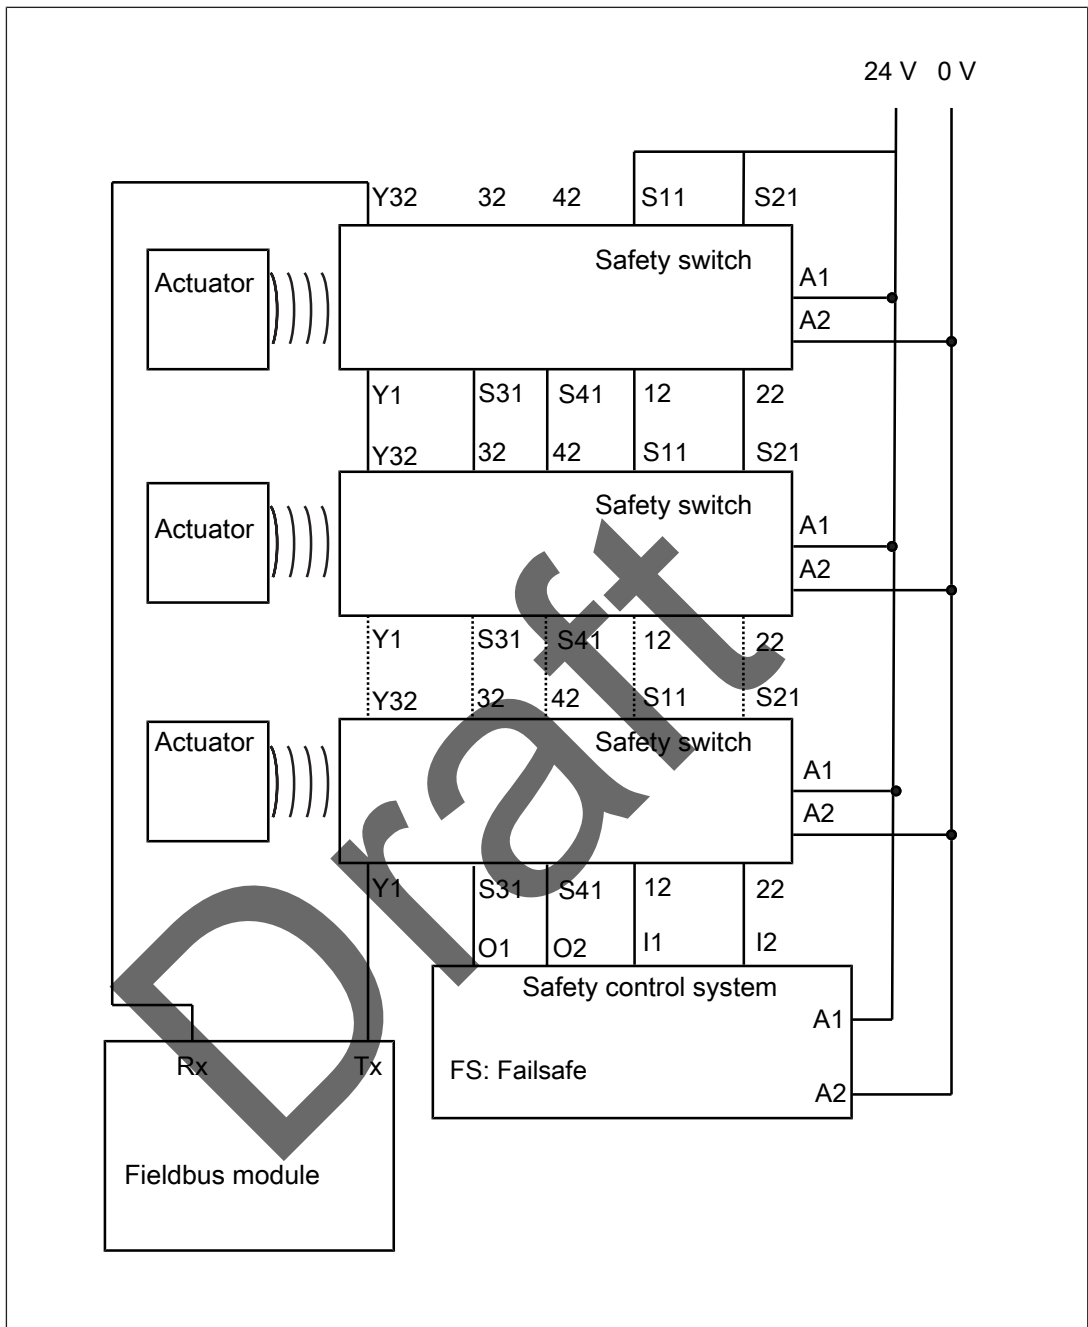 24 V 0 V
Y32 32 42 S11 S21
Safety switch
Actuator
A1
A2
Y1 S31 S41 12 22
Y32 32 42 S11 S21
Safety switch
Actuator
A1
A2
Y1 S31 S41 12 22
Y32 32 42 S11 S21
Safety switch
Actuator
A1
A2
Y1 S31 S41 12 22
O1 O2 I1 I2
Safety control system
A1
Rx Tx
FS: Failsafe
A2
Fieldbus module
Draft